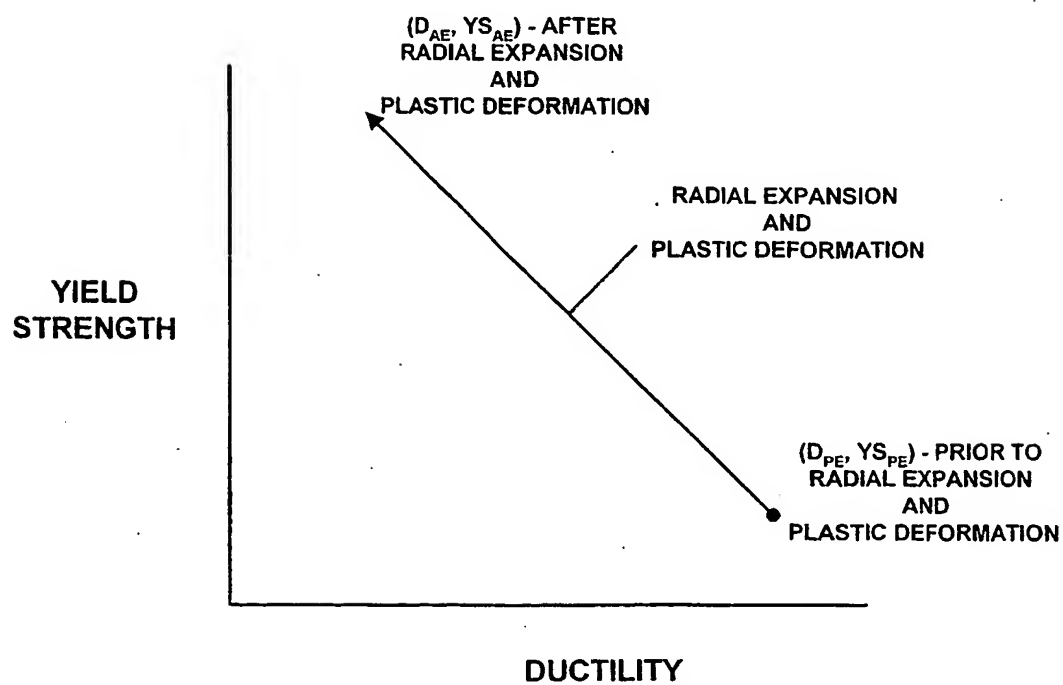 (D_AE, YS_AE) - AFTER
RADIAL EXPANSION
AND
PLASTIC DEFORMATION
RADIAL EXPANSION
AND
PLASTIC DEFORMATION
YIELD
STRENGTH
(D_PE, YS_PE) - PRIOR TO
RADIAL EXPANSION
AND
PLASTIC DEFORMATION
DUCTILITY